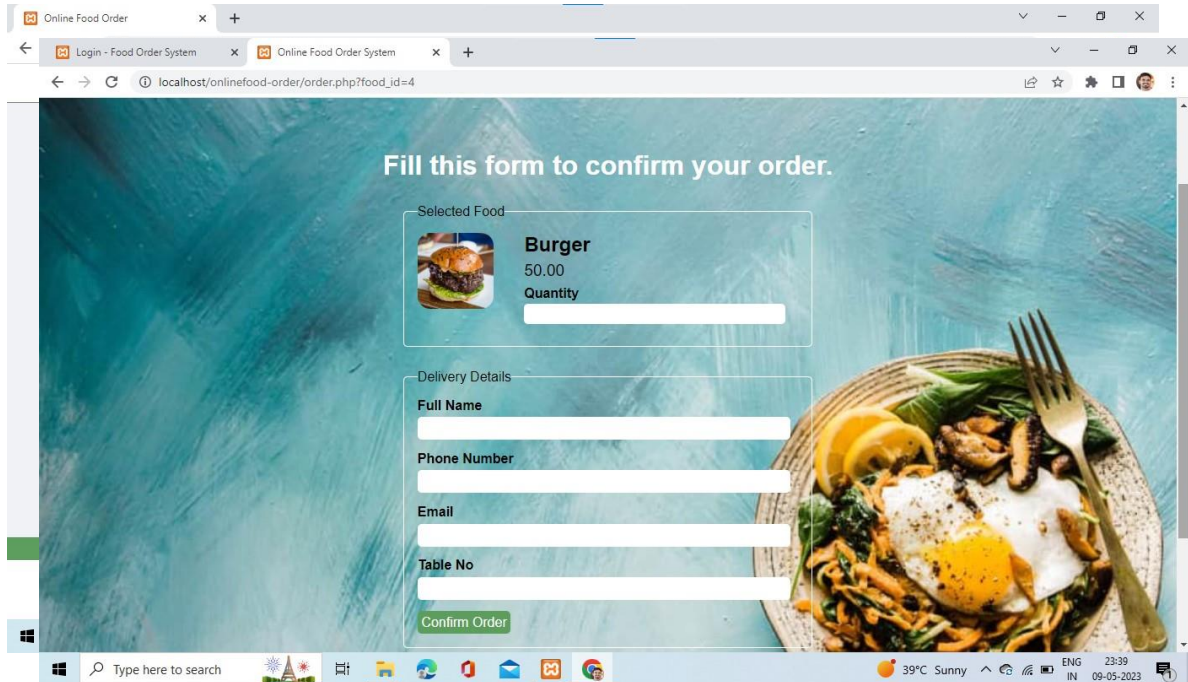 Online Food Order
Login - Food Order System
Online Food Order System
localhost/onlinefood-order/order.php?food_id=4
Fill this form to confirm your order.
Selected Food
Burger
50.00
Quantity
Delivery Details
Full Name
Phone Number
Email
Table No
Confirm Order
Type here to search
39°C Sunny
ENG
IN
23:39
09-05-2023
1